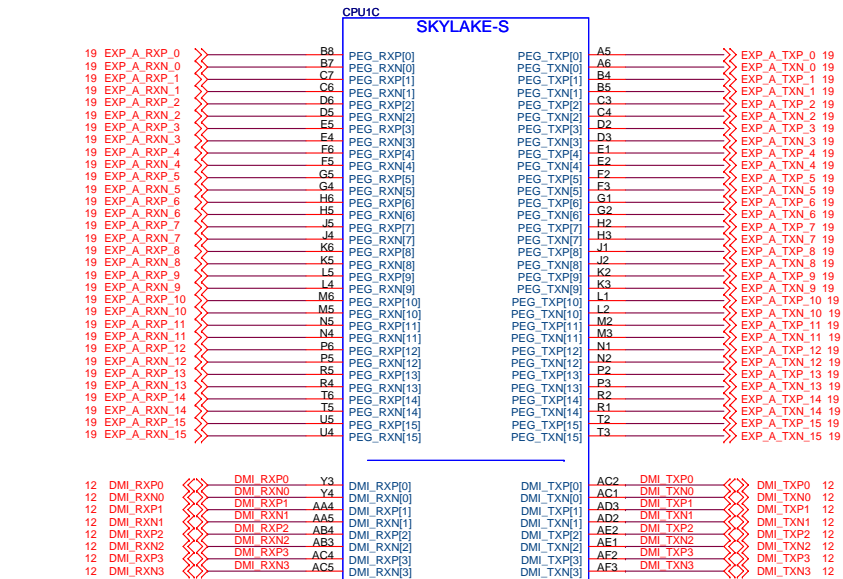 CPU1C
SKYLAKE-S
19 EXP_A_RXP_0 B8 PEG_RXP[0] PEG_TXP[0] A5 EXP_A_TXP_0 19
19 EXP_A_RXN_0 B7 PEG_RXN[0] PEG_TXN[0] A6 EXP_A_TXN_0 19
19 EXP_A_RXP_1 C7 PEG_RXP[1] PEG_TXP[1] B4 EXP_A_TXP_1 19
19 EXP_A_RXN_1 C6 PEG_RXN[1] PEG_TXN[1] B5 EXP_A_TXN_1 19
19 EXP_A_RXP_2 D6 PEG_RXP[2] PEG_TXP[2] C3 EXP_A_TXP_2 19
19 EXP_A_RXN_2 D5 PEG_RXN[2] PEG_TXN[2] C4 EXP_A_TXN_2 19
19 EXP_A_RXP_3 E5 PEG_RXP[3] PEG_TXP[3] D2 EXP_A_TXP_3 19
19 EXP_A_RXN_3 E4 PEG_RXN[3] PEG_TXN[3] D3 EXP_A_TXN_3 19
19 EXP_A_RXP_4 F6 PEG_RXP[4] PEG_TXP[4] E1 EXP_A_TXP_4 19
19 EXP_A_RXN_4 F5 PEG_RXN[4] PEG_TXN[4] E2 EXP_A_TXN_4 19
19 EXP_A_RXP_5 G5 PEG_RXP[5] PEG_TXP[5] F2 EXP_A_TXP_5 19
19 EXP_A_RXN_5 G4 PEG_RXN[5] PEG_TXN[5] F3 EXP_A_TXN_5 19
19 EXP_A_RXP_6 H6 PEG_RXP[6] PEG_TXP[6] G1 EXP_A_TXP_6 19
19 EXP_A_RXN_6 H5 PEG_RXN[6] PEG_TXN[6] G2 EXP_A_TXN_6 19
19 EXP_A_RXP_7 J5 PEG_RXP[7] PEG_TXP[7] H2 EXP_A_TXP_7 19
19 EXP_A_RXN_7 J4 PEG_RXN[7] PEG_TXN[7] H3 EXP_A_TXN_7 19
19 EXP_A_RXP_8 K6 PEG_RXP[8] PEG_TXP[8] J1 EXP_A_TXP_8 19
19 EXP_A_RXN_8 K5 PEG_RXN[8] PEG_TXN[8] J2 EXP_A_TXN_8 19
19 EXP_A_RXP_9 L5 PEG_RXP[9] PEG_TXP[9] K2 EXP_A_TXP_9 19
19 EXP_A_RXN_9 L4 PEG_RXN[9] PEG_TXN[9] K3 EXP_A_TXN_9 19
19 EXP_A_RXP_10 M6 PEG_RXP[10] PEG_TXP[10] L1 EXP_A_TXP_10 19
19 EXP_A_RXN_10 M5 PEG_RXN[10] PEG_TXN[10] L2 EXP_A_TXN_10 19
19 EXP_A_RXP_11 N5 PEG_RXP[11] PEG_TXP[11] M2 EXP_A_TXP_11 19
19 EXP_A_RXN_11 N4 PEG_RXN[11] PEG_TXN[11] M3 EXP_A_TXN_11 19
19 EXP_A_RXP_12 P6 PEG_RXP[12] PEG_TXP[12] N1 EXP_A_TXP_12 19
19 EXP_A_RXN_12 P5 PEG_RXN[12] PEG_TXN[12] N2 EXP_A_TXN_12 19
19 EXP_A_RXP_13 R5 PEG_RXP[13] PEG_TXP[13] P2 EXP_A_TXP_13 19
19 EXP_A_RXN_13 R4 PEG_RXN[13] PEG_TXN[13] P3 EXP_A_TXN_13 19
19 EXP_A_RXP_14 T6 PEG_RXP[14] PEG_TXP[14] R2 EXP_A_TXP_14 19
19 EXP_A_RXN_14 T5 PEG_RXN[14] PEG_TXN[14] R1 EXP_A_TXN_14 19
19 EXP_A_RXP_15 U5 PEG_RXP[15] PEG_TXP[15] T2 EXP_A_TXP_15 19
19 EXP_A_RXN_15 U4 PEG_RXN[15] PEG_TXN[15] T3 EXP_A_TXN_15 19
12 DMI_RXP0 DMI_RXP0 Y3 DMI_RXP[0] DMI_TXP[0] AC2 DMI_TXP0 DMI_TXP0 12
12 DMI_RXN0 DMI_RXN0 Y4 DMI_RXN[0] DMI_TXN[0] AC1 DMI_TXN0 DMI_TXN0 12
12 DMI_RXP1 DMI_RXP1 AA4 DMI_RXP[1] DMI_TXP[1] AD3 DMI_TXP1 DMI_TXP1 12
12 DMI_RXN1 DMI_RXN1 AA5 DMI_RXN[1] DMI_TXN[1] AD2 DMI_TXN1 DMI_TXN1 12
12 DMI_RXP2 DMI_RXP2 AB4 DMI_RXP[2] DMI_TXP[2] AE2 DMI_TXP2 DMI_TXP2 12
12 DMI_RXN2 DMI_RXN2 AB3 DMI_RXN[2] DMI_TXN[2] AE1 DMI_TXN2 DMI_TXN2 12
12 DMI_RXP3 DMI_RXP3 AC4 DMI_RXP[3] DMI_TXP[3] AF2 DMI_TXP3 DMI_TXP3 12
12 DMI_RXN3 DMI_RXN3 AC5 DMI_RXN[3] DMI_TXN[3] AF3 DMI_TXN3 DMI_TXN3 12